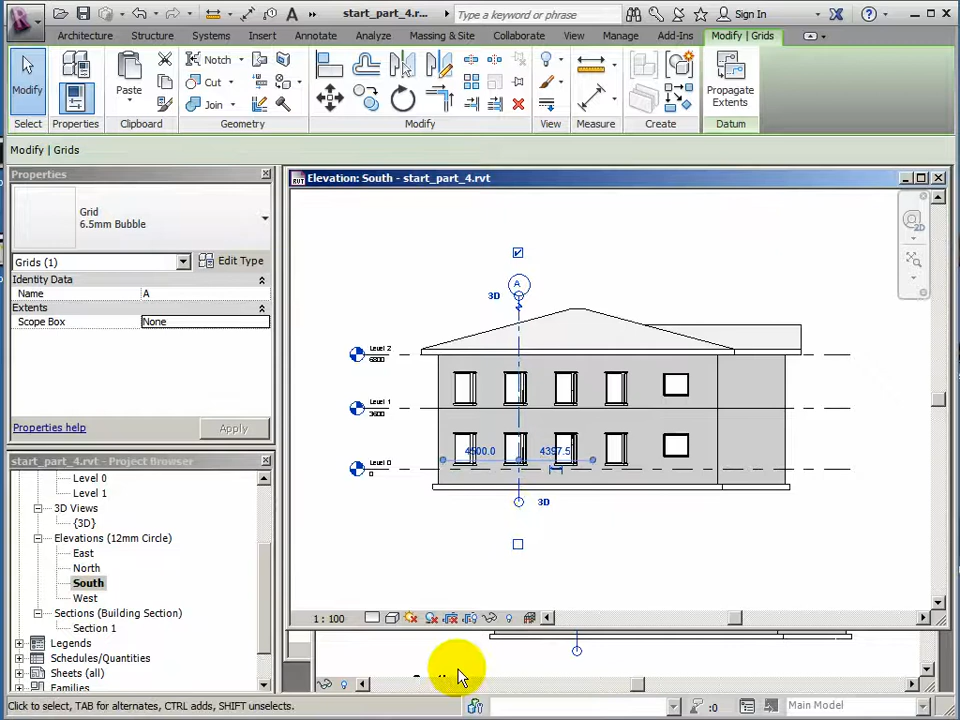 start_part_4.r...
Type a keyword or phrase
Sign In
Architecture Structure Systems Insert Annotate Analyze Massing & Site Collaborate View Manage Add-Ins Modify | Grids
Modify
Paste
Notch
Cut
Join
Propagate
Extents
Select Properties Clipboard Geometry Modify View Measure Create Datum
Modify | Grids
Properties
Grid
6.5mm Bubble
Grids (1)
Edit Type
Identity Data
Name A
Extents
Scope Box None
Properties help
Apply
start_part_4.rvt - Project Browser
Level 0
Level 1
3D Views
{3D}
Elevations (12mm Circle)
East
North
South
West
Sections (Building Section)
Section 1
Legends
Schedules/Quantities
Sheets (all)
Families
RVT
Elevation: South - start_part_4.rvt
2D
A
3D
Level 2
6800
Level 1
3600
4500.0 4397.5
Level 0
0
3D
1 : 100
Click to select, TAB for alternates, CTRL adds, SHIFT unselects.
:0
Main Model